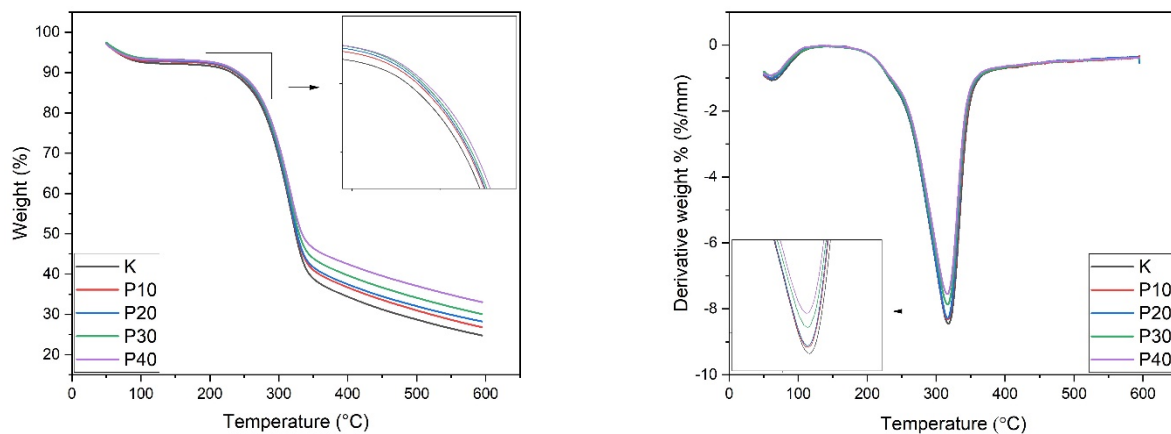 100
90
80
70
60
50
40
30
20
Weight (%)
K
P10
P20
P30
P40
0 100 200 300 400 500 600
Temperature (°C)
0
-2
-4
-6
-8
-10
Derivative weight % (%/mm)
K
P10
P20
P30
P40
0 100 200 300 400 500 600
Temperature (°C)